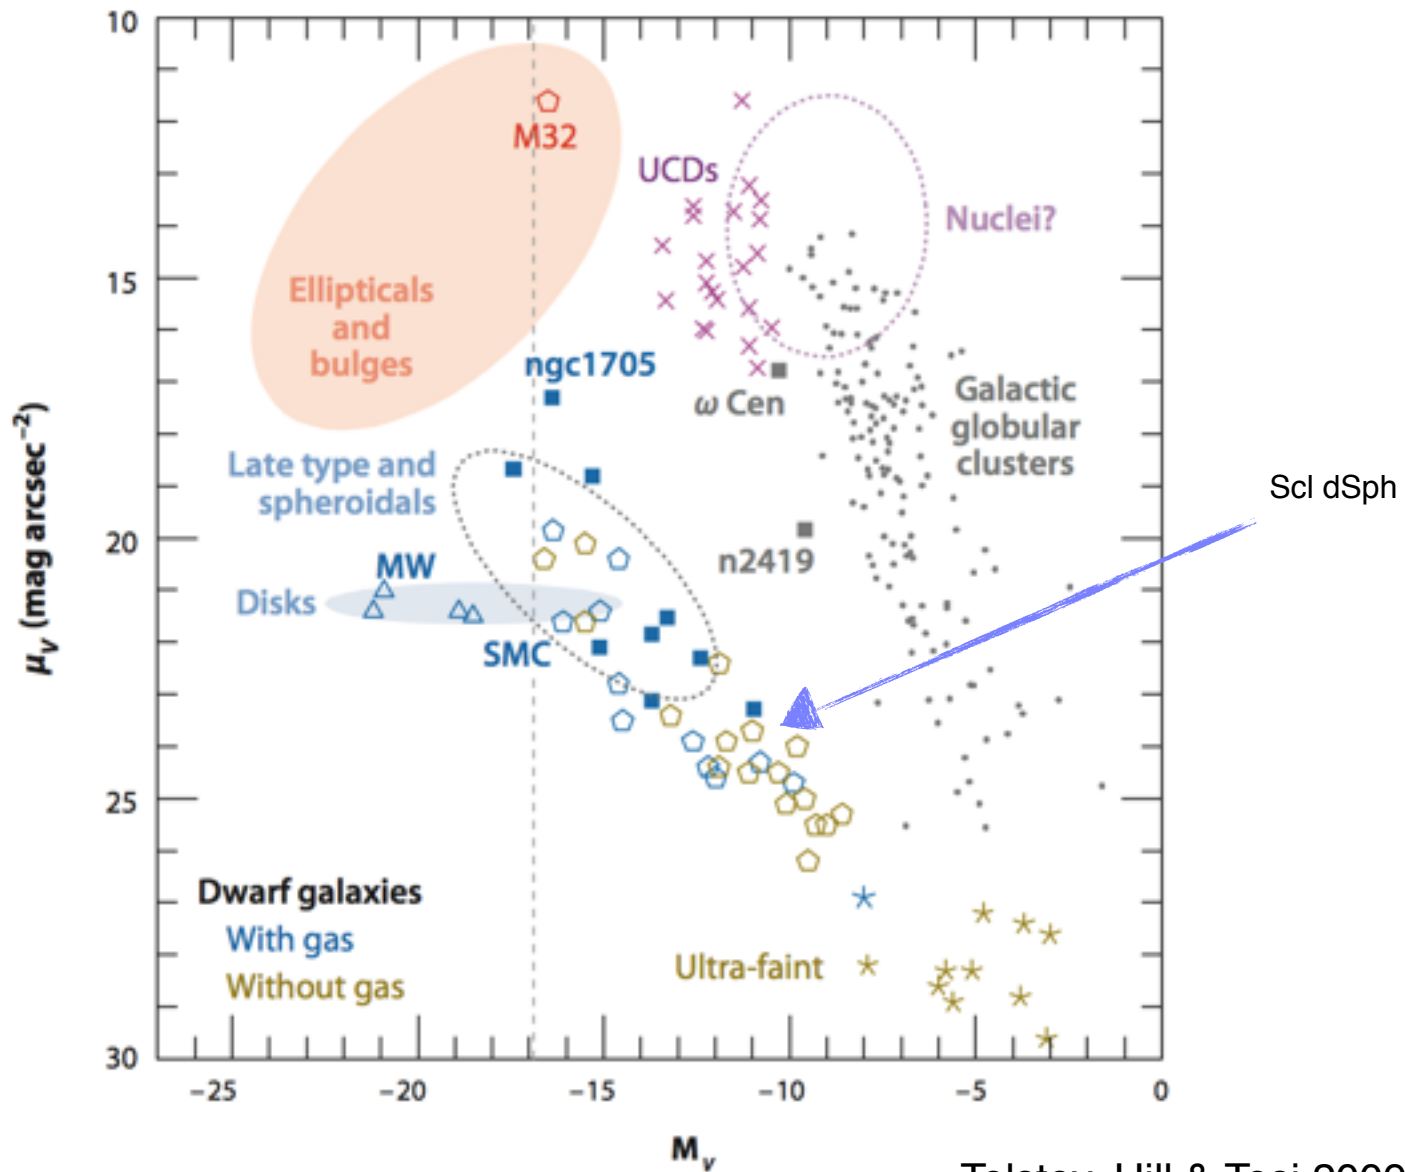 10
M32
UCDs
Nuclei?
Ellipticals
and
bulges
15
ngc1705
ω Cen
Galactic
globular
clusters
Late type and
spheroidals
Scl dSph
20
n2419
MW
Disks
SMC
μV (mag arcsec−2)
25
Dwarf galaxies
With gas
Without gas
Ultra-faint
30
−25
−20
−15
−10
−5
0
Mv
Hill &